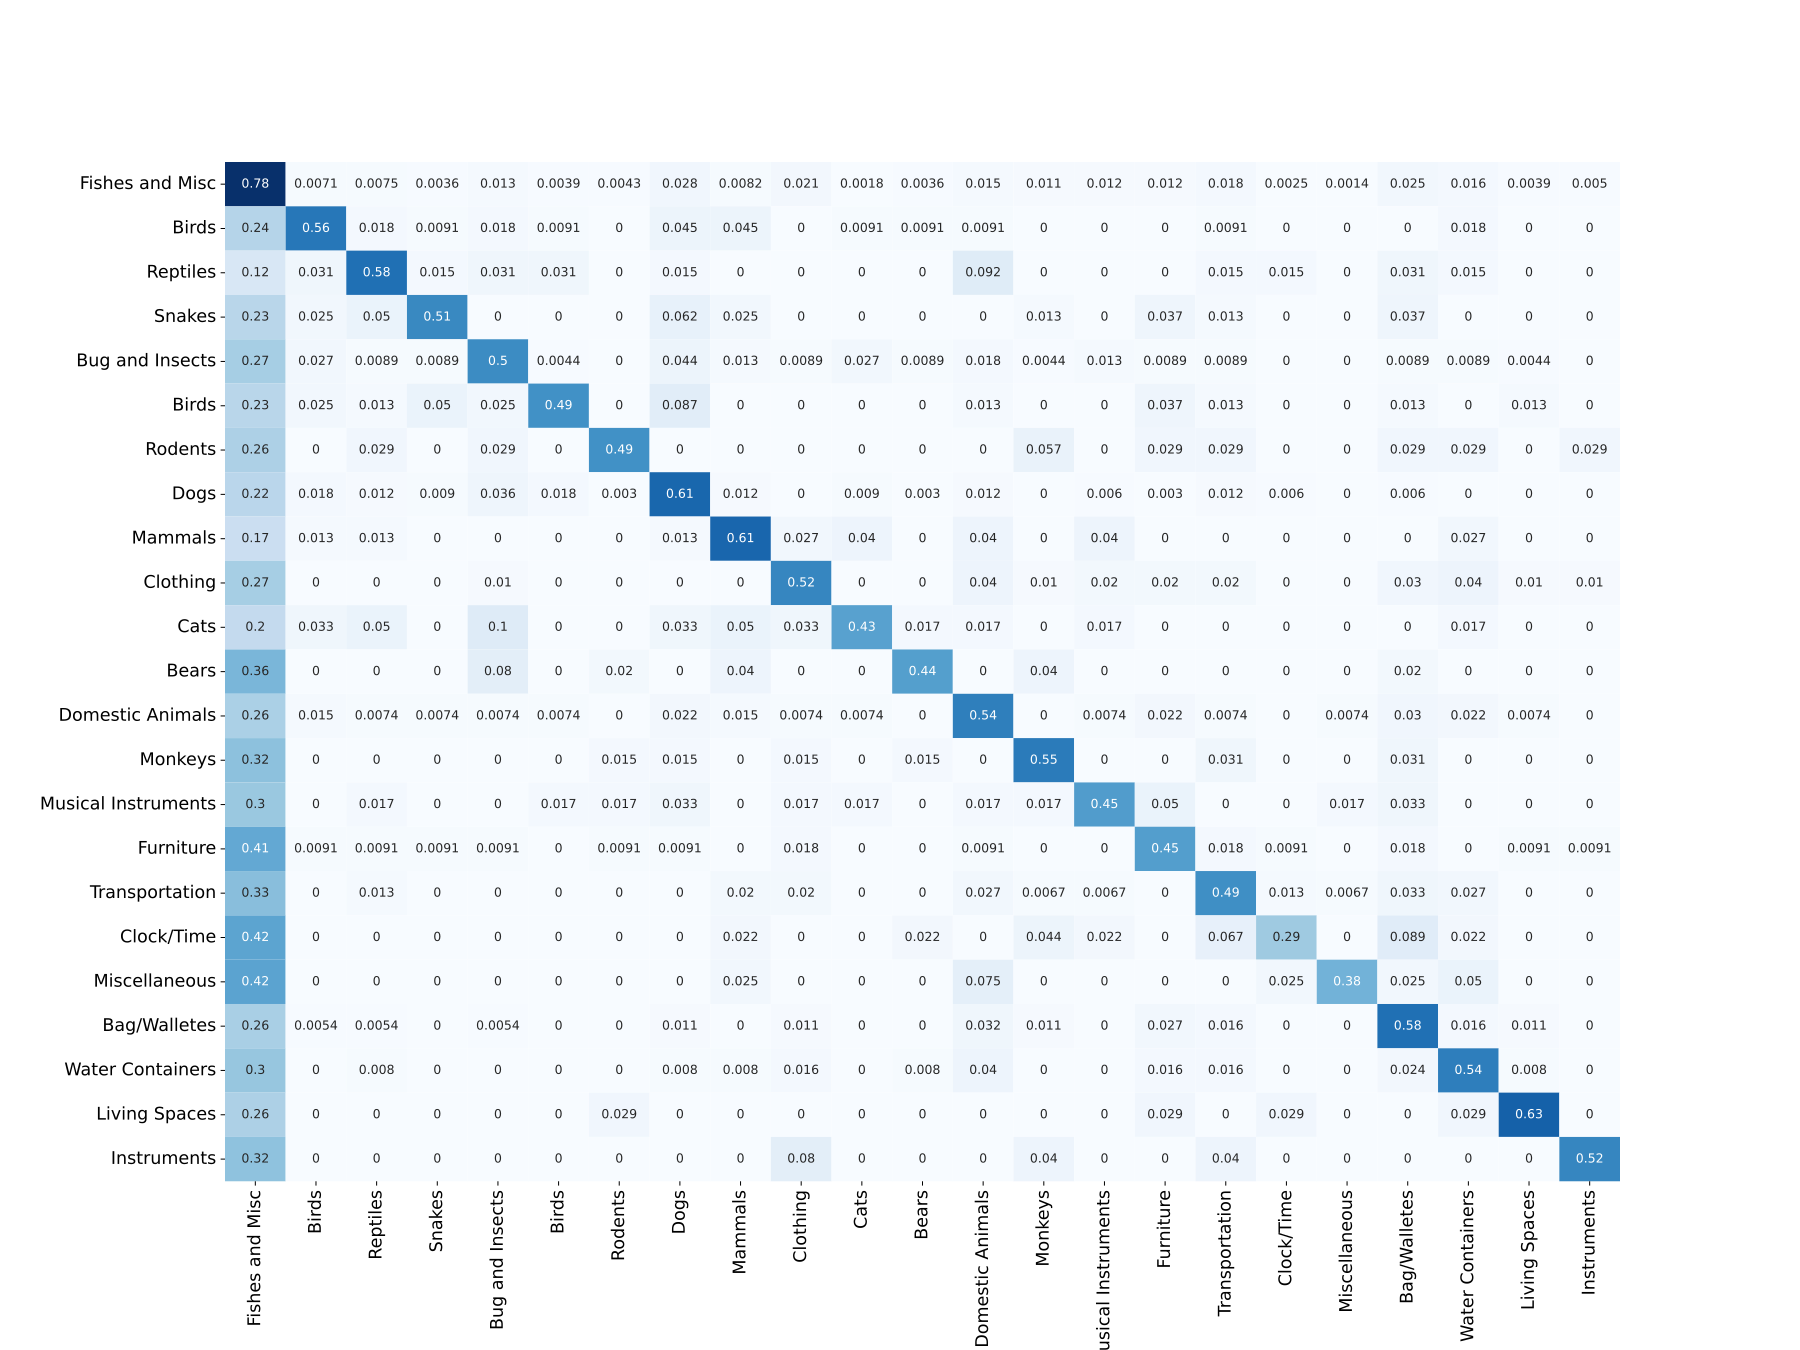 Fishes and Misc 0.78 0.0071 0.0075 0.0036 0.013 0.0039 0.0043 0.028 0.0082 0.021 0.0018 0.0036 0.015 0.011 0.012 0.012 0.018 0.0025 0.0014 0.025 0.016 0.0039 0.005
Birds 0.24 0.56 0.018 0.0091 0.018 0.0091 0 0.045 0.045 0 0.0091 0.0091 0.0091 0 0 0 0.0091 0 0 0 0.018 0 0
Reptiles 0.12 0.031 0.58 0.015 0.031 0.031 0 0.015 0 0 0 0 0.092 0 0 0 0.015 0.015 0 0.031 0.015 0 0
Snakes 0.23 0.025 0.05 0.51 0 0 0 0.062 0.025 0 0 0 0 0.013 0 0.037 0.013 0 0 0.037 0 0 0
Bug and Insects 0.27 0.027 0.0089 0.0089 0.5 0.0044 0 0.044 0.013 0.0089 0.027 0.0089 0.018 0.0044 0.013 0.0089 0.0089 0 0 0.0089 0.0089 0.0044 0
Birds 0.23 0.025 0.013 0.05 0.025 0.49 0 0.087 0 0 0 0 0.013 0 0 0.037 0.013 0 0 0.013 0 0.013 0
Rodents 0.26 0 0.029 0 0.029 0 0.49 0 0 0 0 0 0 0.057 0 0.029 0.029 0 0 0.029 0.029 0 0.029
Dogs 0.22 0.018 0.012 0.009 0.036 0.018 0.003 0.61 0.012 0 0.009 0.003 0.012 0 0.006 0.003 0.012 0.006 0 0.006 0 0 0
Mammals 0.17 0.013 0.013 0 0 0 0 0.013 0.61 0.027 0.04 0 0.04 0 0.04 0 0 0 0 0 0.027 0 0
Clothing 0.27 0 0 0 0.01 0 0 0 0 0.52 0 0 0.04 0.01 0.02 0.02 0.02 0 0 0.03 0.04 0.01 0.01
Cats 0.2 0.033 0.05 0 0.1 0 0 0.033 0.05 0.033 0.43 0.017 0.017 0 0.017 0 0 0 0 0 0.017 0 0
Bears 0.36 0 0 0 0.08 0 0.02 0 0.04 0 0 0.44 0 0.04 0 0 0 0 0 0.02 0 0 0
Domestic Animals 0.26 0.015 0.0074 0.0074 0.0074 0.0074 0 0.022 0.015 0.0074 0.0074 0 0.54 0 0.0074 0.022 0.0074 0 0.0074 0.03 0.022 0.0074 0
Monkeys 0.32 0 0 0 0 0 0.015 0.015 0 0.015 0 0.015 0 0.55 0 0 0.031 0 0 0.031 0 0 0
Musical Instruments 0.3 0 0.017 0 0 0.017 0.017 0.033 0 0.017 0.017 0 0.017 0.017 0.45 0.05 0 0 0.017 0.033 0 0 0
Furniture 0.41 0.0091 0.0091 0.0091 0.0091 0 0.0091 0.0091 0 0.018 0 0 0.0091 0 0 0.45 0.018 0.0091 0 0.018 0 0.0091 0.0091
Transportation 0.33 0 0.013 0 0 0 0 0 0.02 0.02 0 0 0.027 0.0067 0.0067 0 0.49 0.013 0.0067 0.033 0.027 0 0
Clock/Time 0.42 0 0 0 0 0 0 0 0.022 0 0 0.022 0 0.044 0.022 0 0.067 0.29 0 0.089 0.022 0 0
Miscellaneous 0.42 0 0 0 0 0 0 0 0.025 0 0 0 0.075 0 0 0 0 0.025 0.38 0.025 0.05 0 0
Bag/Walletes 0.26 0.0054 0.0054 0 0.0054 0 0 0.011 0 0.011 0 0 0.032 0.011 0 0.027 0.016 0 0 0.58 0.016 0.011 0
Water Containers 0.3 0 0.008 0 0 0 0 0.008 0.008 0.016 0 0.008 0.04 0 0 0.016 0.016 0 0 0.024 0.54 0.008 0
Living Spaces 0.26 0 0 0 0 0 0.029 0 0 0 0 0 0 0 0 0.029 0 0.029 0 0 0.029 0.63 0
Instruments 0.32 0 0 0 0 0 0 0 0 0.08 0 0 0 0.04 0 0 0.04 0 0 0 0 0 0.52
Fishes and Misc
Birds
Reptiles
Snakes
Bug and Insects
Birds
Rodents
Dogs
Mammals
Clothing
Cats
Bears
Domestic Animals
Monkeys
usical Instruments
Furniture
Transportation
Clock/Time
Miscellaneous
Bag/Walletes
Water Containers
Living Spaces
Instruments